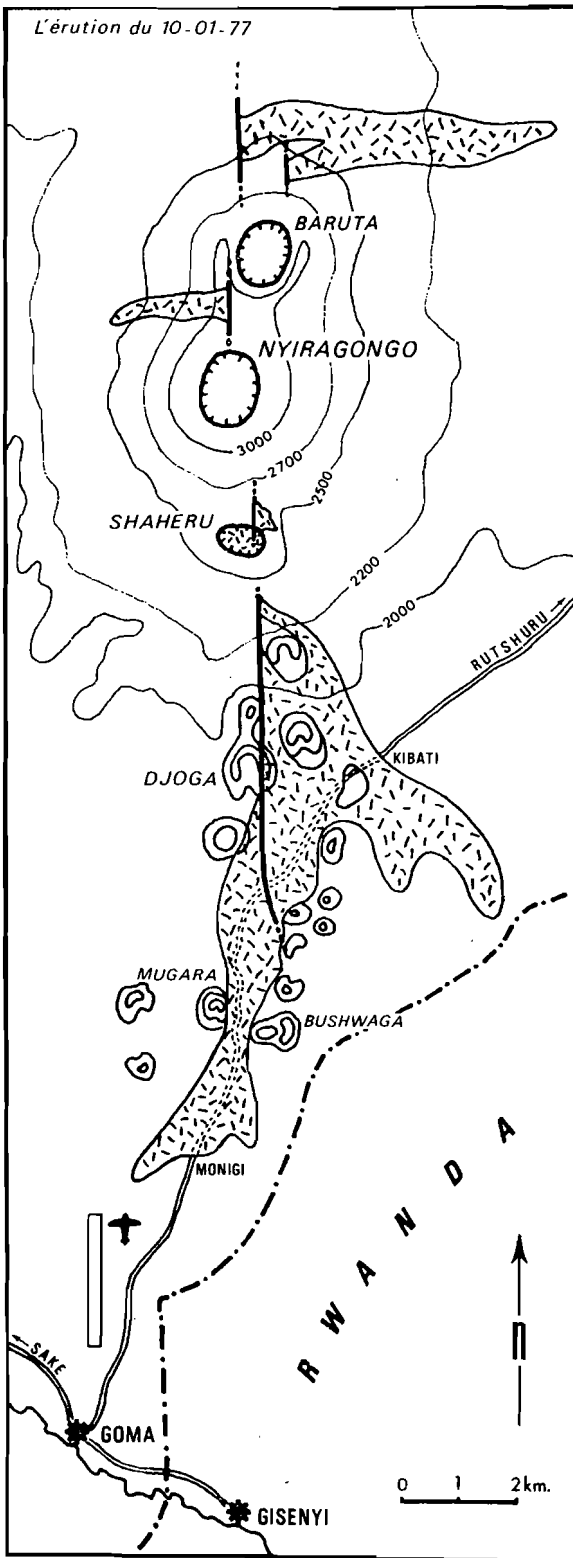 L'érution du 10-01-77
BARUTA
NYIRAGONGO
3000
2700
2500
SHAHERU
2200
2000
RUTSHURU
KIBATI
DJOGA
MUGARA
BUSHWAGA
MONIGI
RWANDA
N
SAKE
GOMA
0 1 2km.
GISENYI